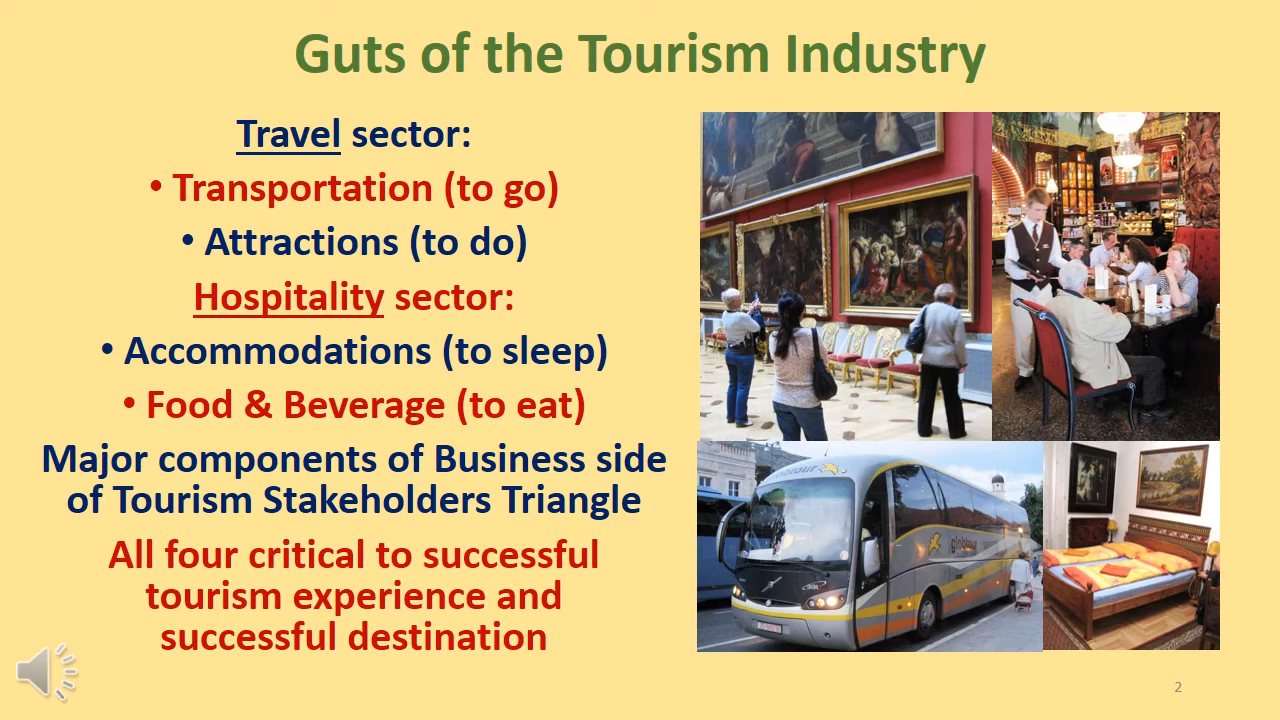 Guts of the Tourism Industry
Travel sector:
• Transportation (to go)
• Attractions (to do)
Hospitality sector:
• Accommodations (to sleep)
• Food & Beverage (to eat)
Major components of Business side
of Tourism Stakeholders Triangle
All four critical to successful
tourism experience and
successful destination
globtour
2